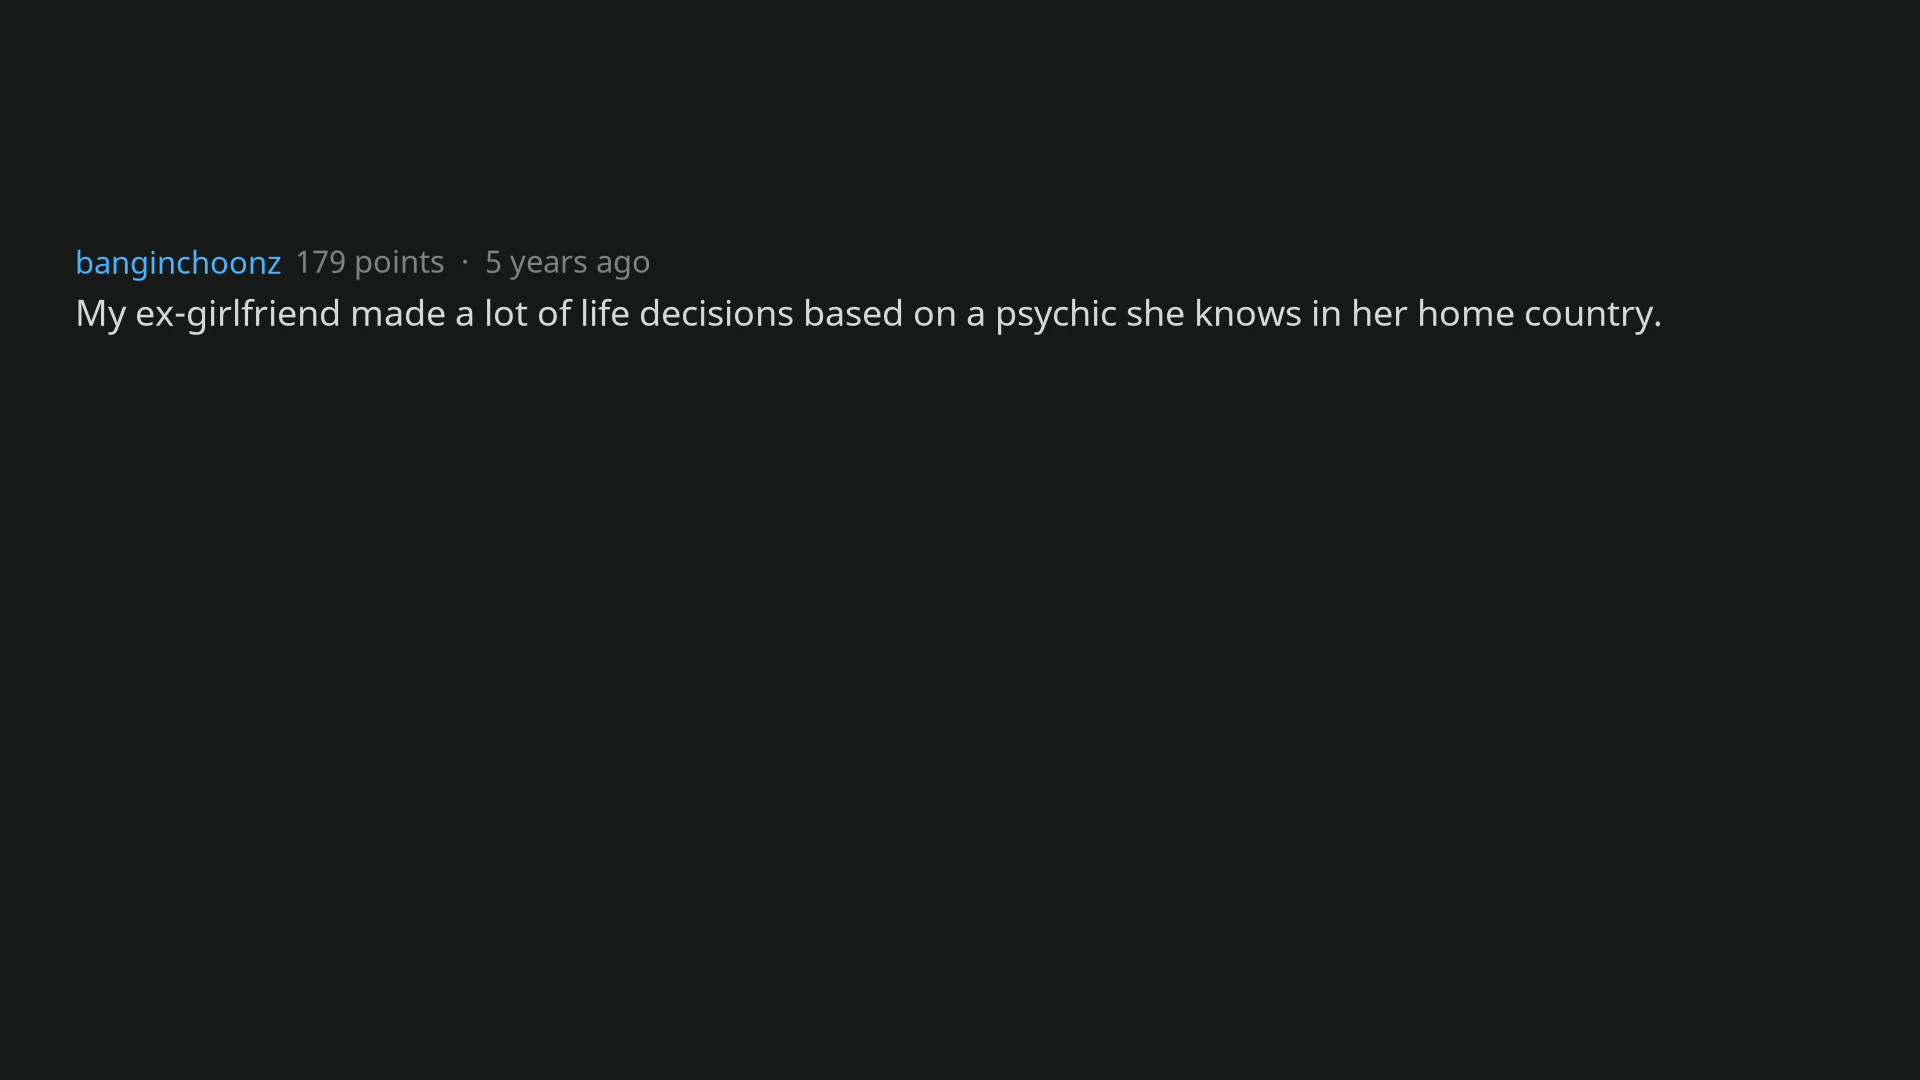 banginchoonz 179 points · 5 years ago
My ex-girlfriend made a lot of life decisions based on a psychic she knows in her home country.